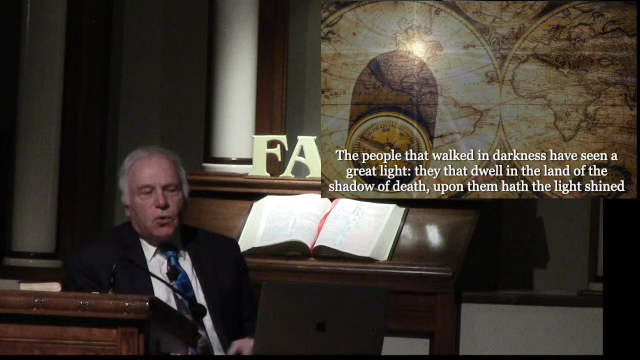 FA
The people that walked in darkness have seen a
great light: they that dwell in the land of the
shadow of death, upon them hath the light shined